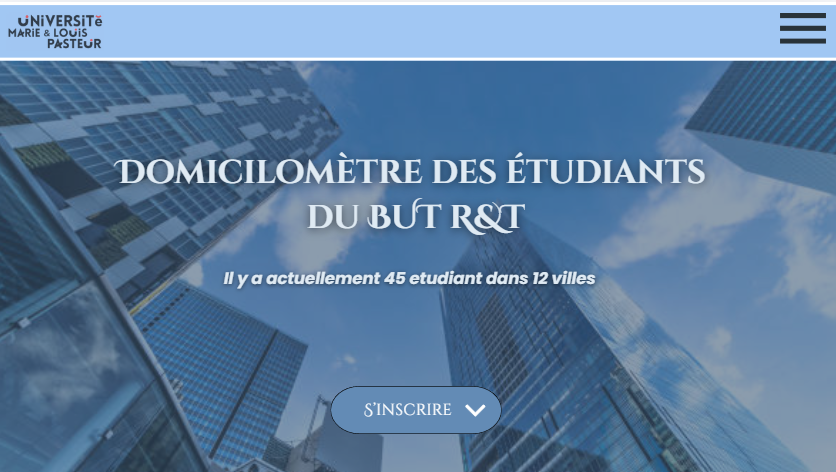 UNIVERSITÉ
MARIE & LOUIS
PASTEUR
Domicilomètre des étudiants
du BUT R&T
Il y a actuellement 45 etudiant dans 12 villes
S'inscrire